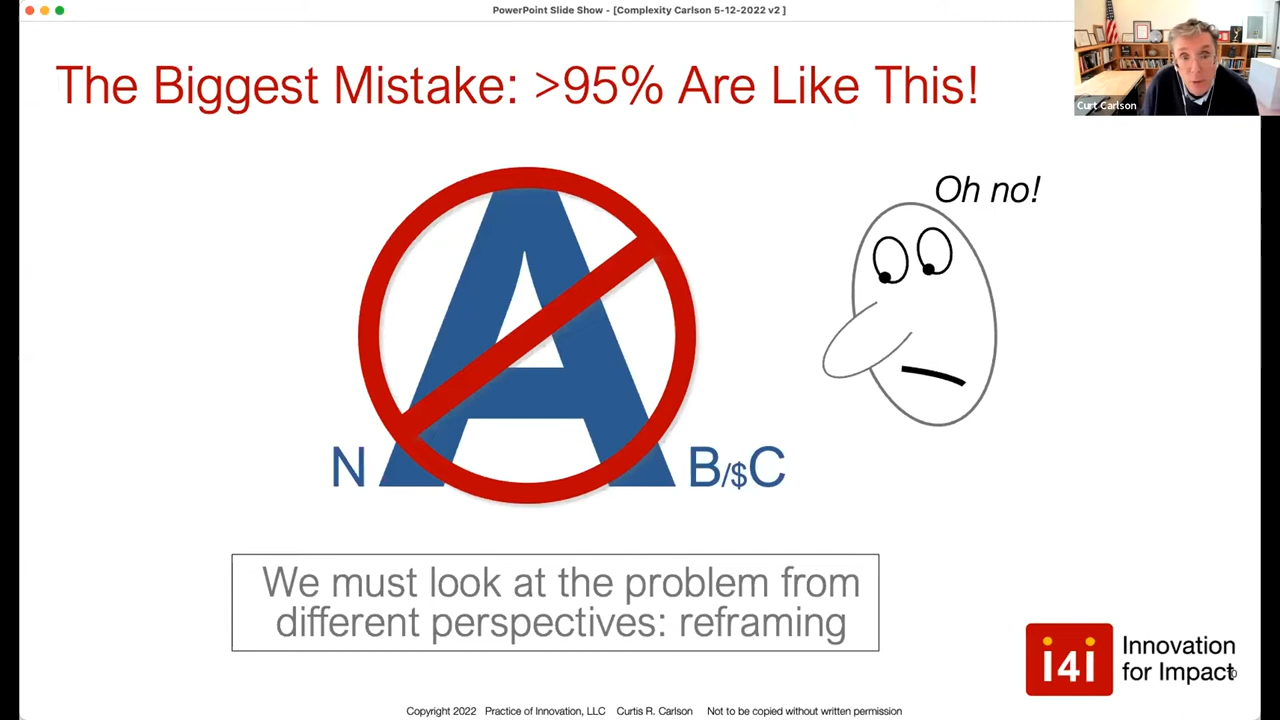 PowerPoint Slide Show - [Complexity Carlson 5-12-2022 v2 ]
The Biggest Mistake: >95% Are Like This!
Curt Carlson
Oh no!
N A B/$C
We must look at the problem from
different perspectives: reframing
i4i
Innovation
for Impact
Copyright 2022 Practice of Innovation, LLC Curtis R. Carlson Not to be copied without written permission